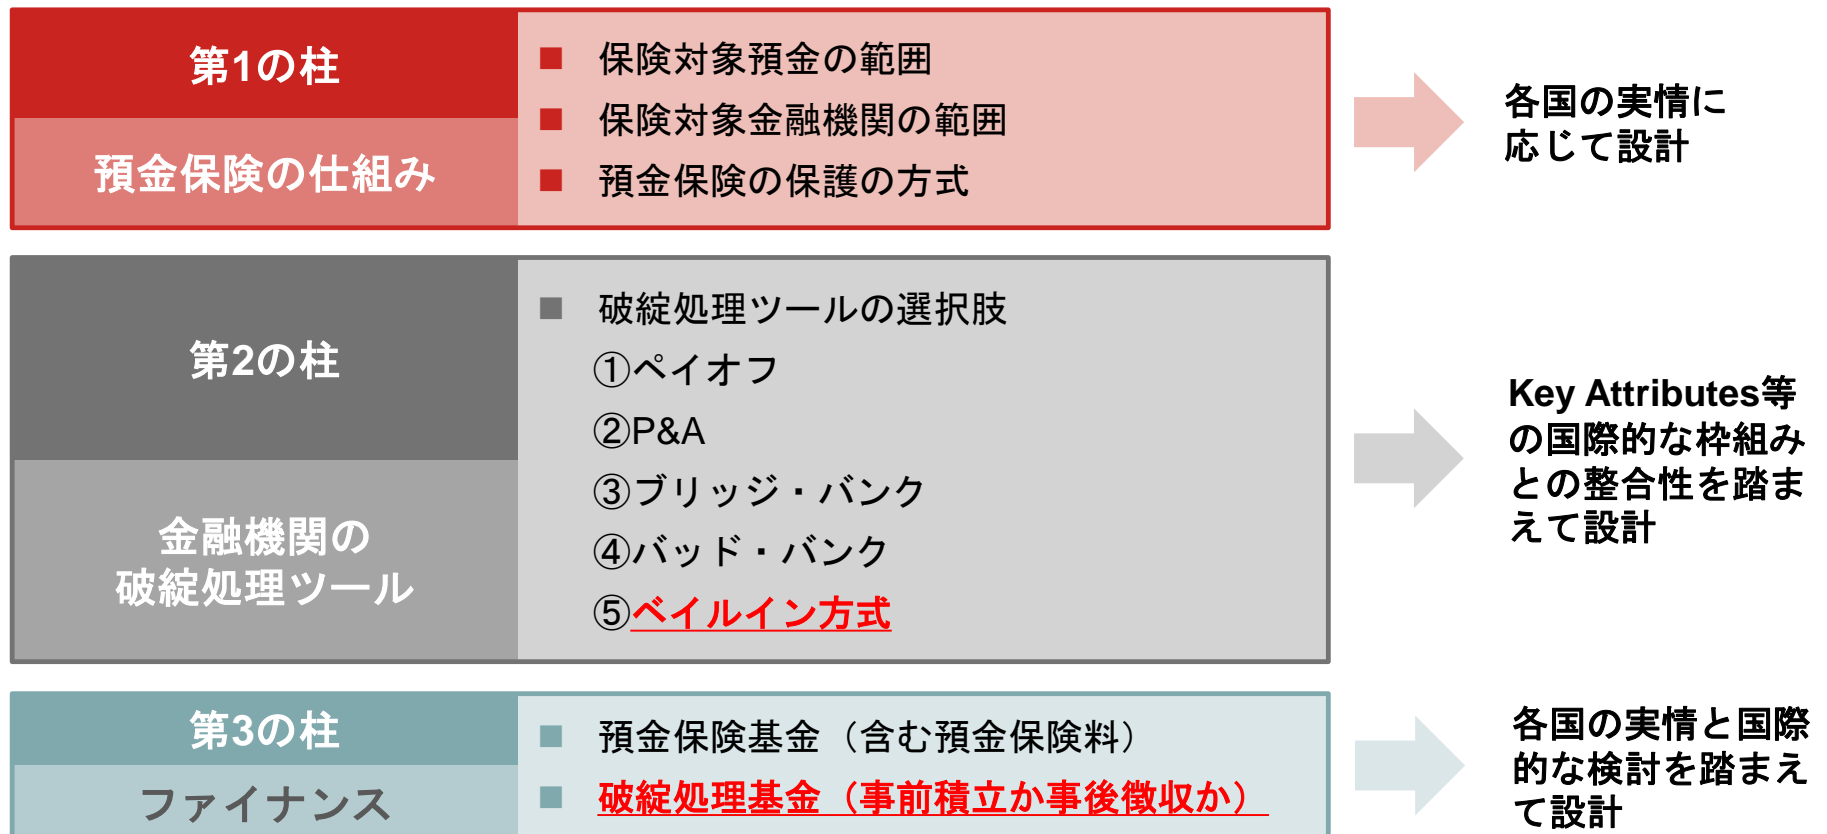 第1の柱
預金保険の仕組み
■ 保険対象預金の範囲
■ 保険対象金融機関の範囲
■ 預金保険の保護の方式
各国の実情に
応じて設計
第2の柱
金融機関の
破綻処理ツール
■ 破綻処理ツールの選択肢
①ペイオフ
②P&A
③ブリッジ・バンク
④バッド・バンク
⑤ベイルイン方式
Key Attributes等
の国際的な枠組み
との整合性を踏ま
えて設計
第3の柱
ファイナンス
■ 預金保険基金（含む預金保険料）
■ 破綻処理基金（事前積立か事後徴収か）
各国の実情と国際
的な検討を踏まえ
て設計